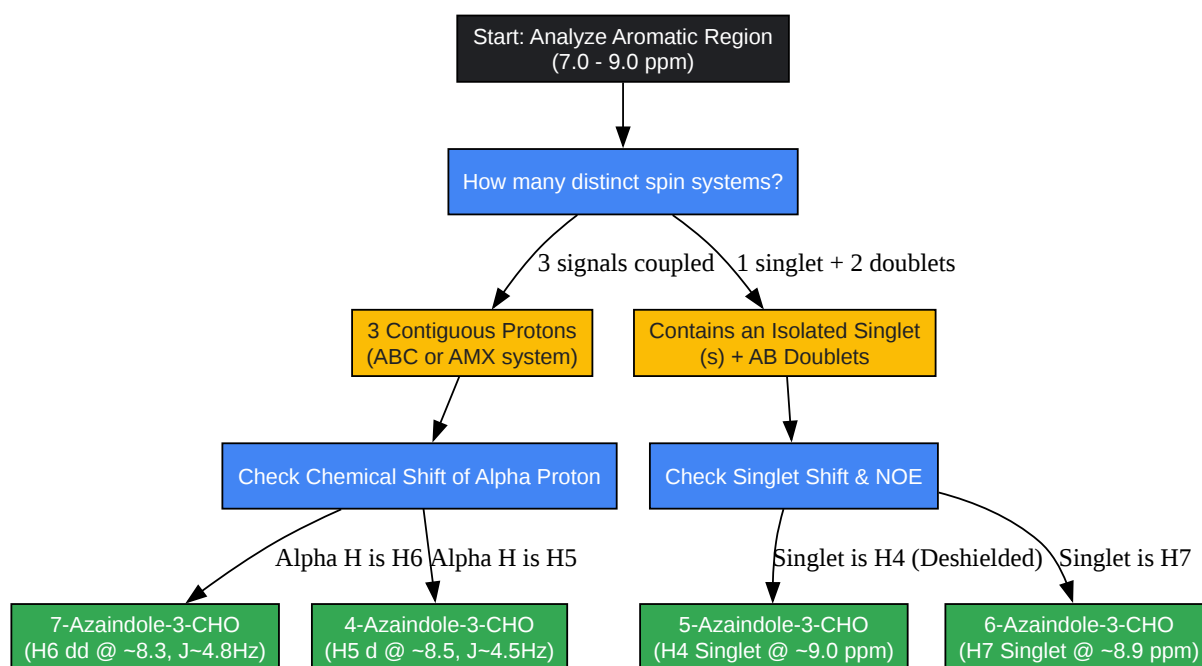 Start: Analyze Aromatic Region
(7.0 - 9.0 ppm)
How many distinct spin systems?
3 signals coupled
1 singlet + 2 doublets
3 Contiguous Protons
(ABC or AMX system)
Contains an Isolated Singlet
(s) + AB Doublets
Check Chemical Shift of Alpha Proton
Check Singlet Shift & NOE
Alpha H is H6
Alpha H is H5
Singlet is H4 (Deshielded)
Singlet is H7
7-Azaindole-3-CHO
(H6 dd @ ~8.3, J~4.8Hz)
4-Azaindole-3-CHO
(H5 d @ ~8.5, J~4.5Hz)
5-Azaindole-3-CHO
(H4 Singlet @ ~9.0 ppm)
6-Azaindole-3-CHO
(H7 Singlet @ ~8.9 ppm)